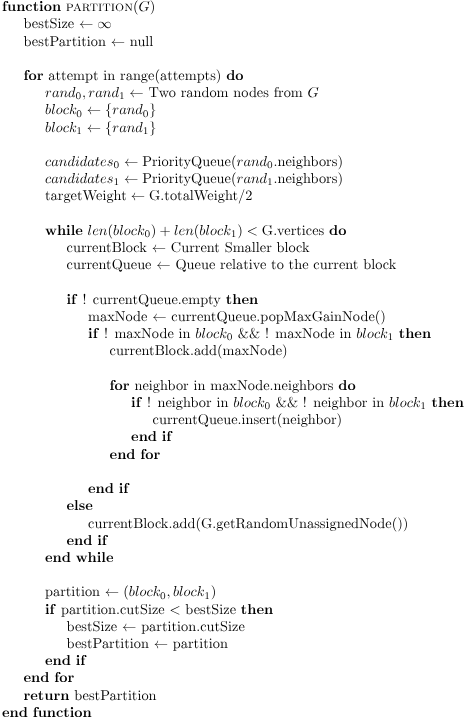 function PARTITION(G)
bestSize ← ∞
bestPartition ← null
for attempt in range(attempts) do
rand₀, rand₁ ← Two random nodes from G
block₀ ← {rand₀}
block₁ ← {rand₁}
candidates₀ ← PriorityQueue(rand₀.neighbors)
candidates₁ ← PriorityQueue(rand₁.neighbors)
targetWeight ← G.totalWeight/2
while len(block₀) + len(block₁) < G.vertices do
currentBlock ← Current Smaller block
currentQueue ← Queue relative to the current block
if ! currentQueue.empty then
maxNode ← currentQueue.popMaxGainNode()
if ! maxNode in block₀ && ! maxNode in block₁ then
currentBlock.add(maxNode)
for neighbor in maxNode.neighbors do
if ! neighbor in block₀ && ! neighbor in block₁ then
currentQueue.insert(neighbor)
end if
end for
end if
else
currentBlock.add(G.getRandomUnassignedNode())
end if
end while
partition ← (block₀, block₁)
if partition.cutSize < bestSize then
bestSize ← partition.cutSize
bestPartition ← partition
end if
end for
return bestPartition
end function